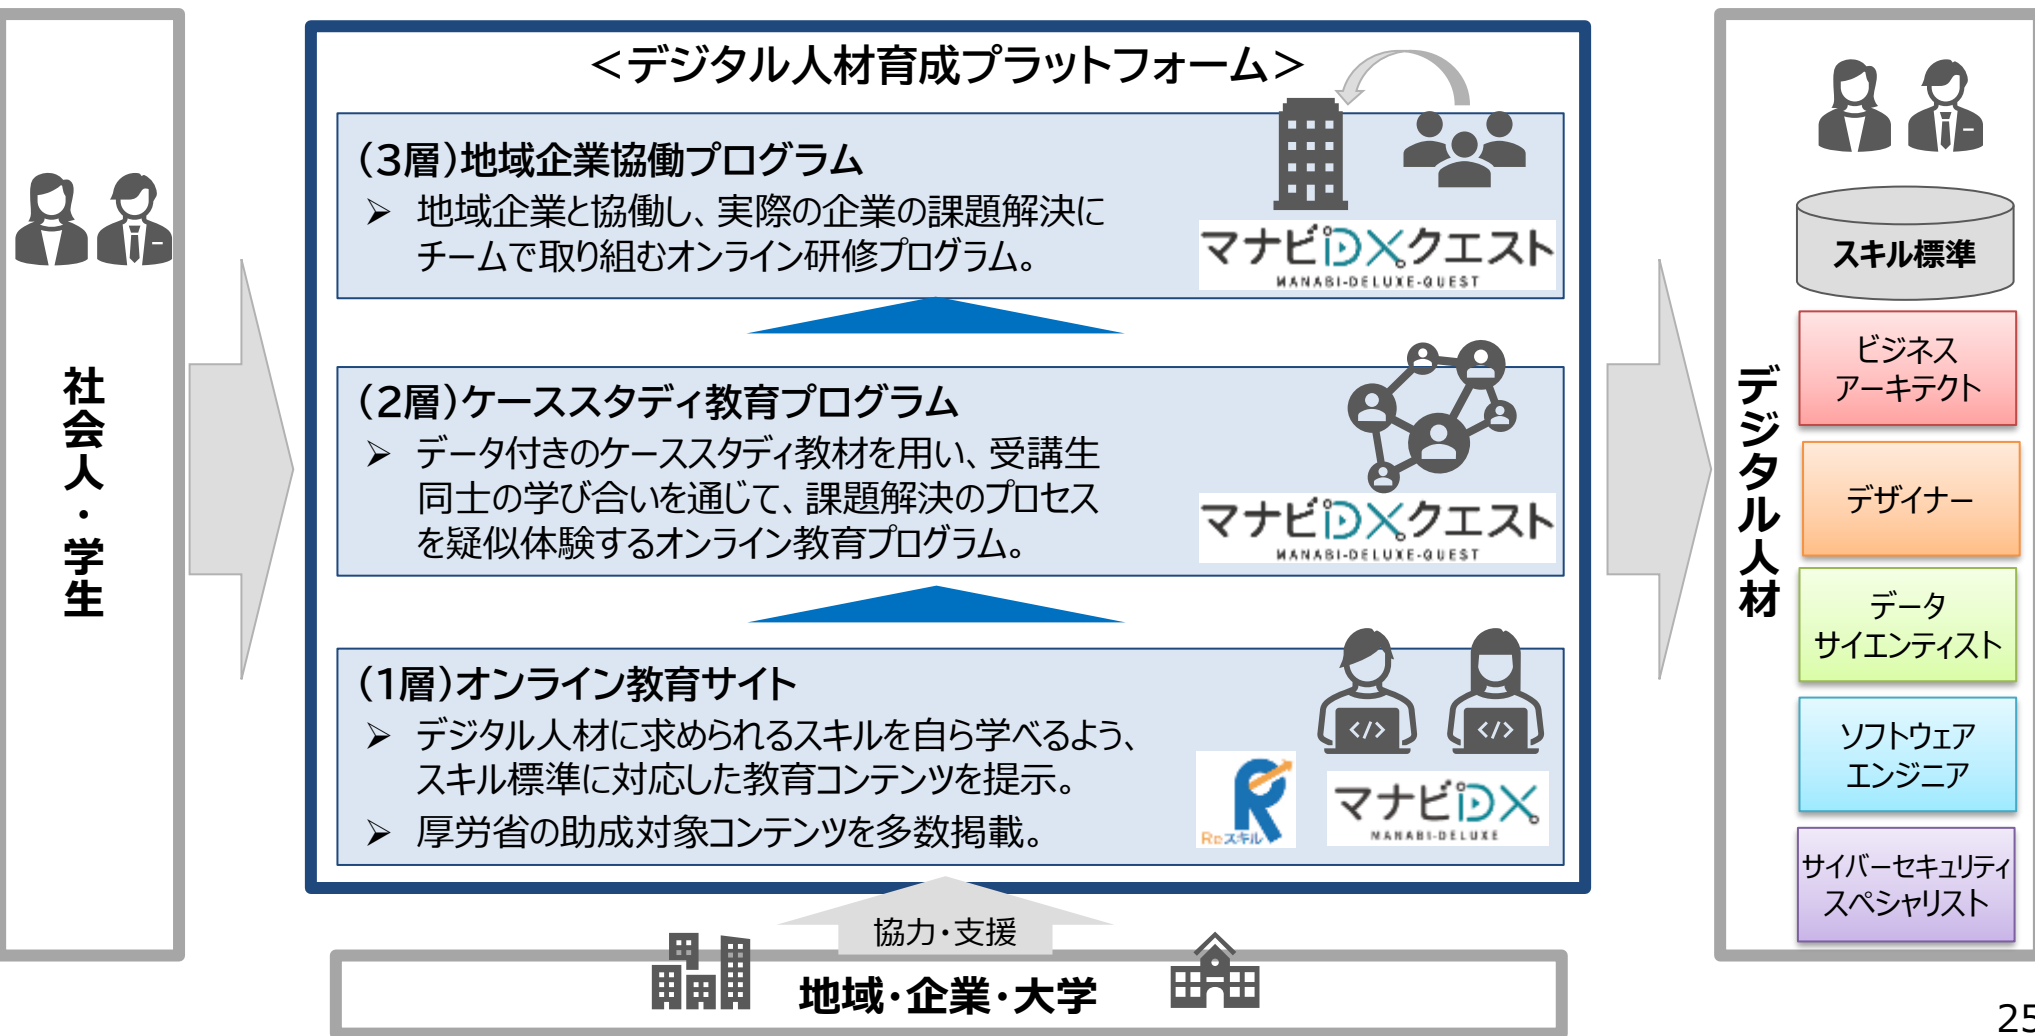 社会人・学生
＜デジタル人材育成プラットフォーム＞
（3層）地域企業協働プログラム
➢ 地域企業と協働し、実際の企業の課題解決に
チームで取り組むオンライン研修プログラム。
マナビDXクエスト
MANABI-DELUXE-QUEST
（2層）ケーススタディ教育プログラム
➢ データ付きのケーススタディ教材を用い、受講生
同士の学び合いを通じて、課題解決のプロセス
を疑似体験するオンライン教育プログラム。
マナビDXクエスト
MANABI-DELUXE-QUEST
（1層）オンライン教育サイト
➢ デジタル人材に求められるスキルを自ら学べるよう、
スキル標準に対応した教育コンテンツを提示。
➢ 厚労省の助成対象コンテンツを多数掲載。
</>
</>
Reスキル
マナビDX
MANABI-DELUXE
協力・支援
地域・企業・大学
デジタル人材
スキル標準
ビジネス
アーキテクト
デザイナー
データ
サイエンティスト
ソフトウェア
エンジニア
サイバーセキュリティ
スペシャリスト
25